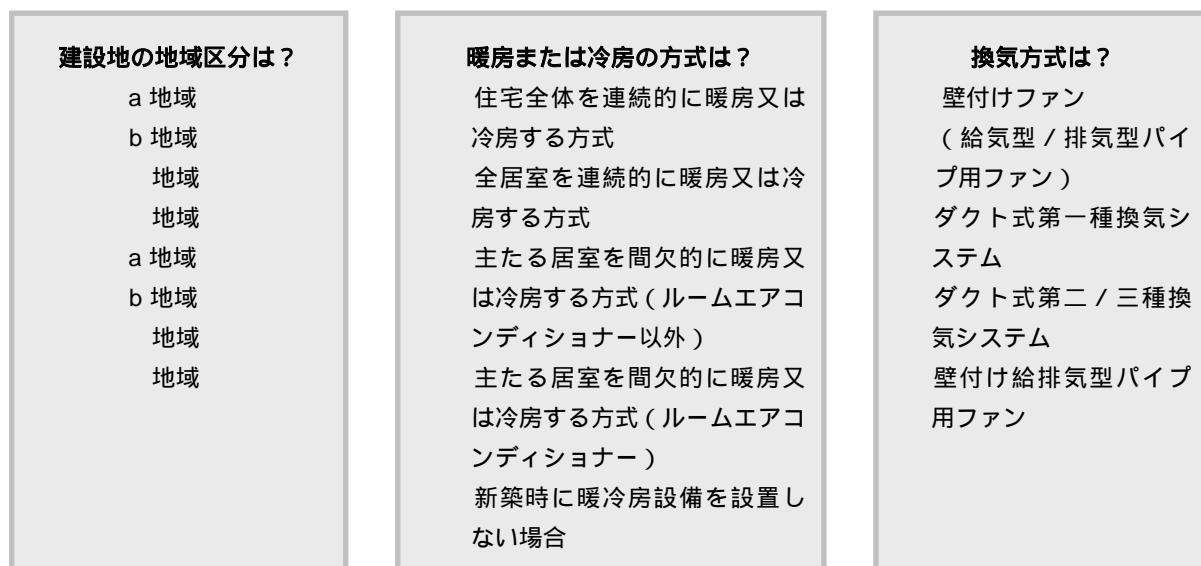 建設地の地域区分は？
a 地域
b 地域
地域
地域
a 地域
b 地域
地域
地域
暖房または冷房の方式は？
住宅全体を連続的に暖房又は
冷房する方式
全居室を連続的に暖房又は冷
房する方式
主たる居室を間欠的に暖房又
は冷房する方式（ルームエアコ
ンディショナー以外）
主たる居室を間欠的に暖房又
は冷房する方式（ルームエアコ
ンディショナー）
新築時に暖冷房設備を設置し
ない場合
換気方式は？
壁付けファン
（給気型／排気型パイ
プ用ファン）
ダクト式第一種換気シ
ステム
ダクト式第二／三種換
気システム
壁付け給排気型パイプ
用ファン